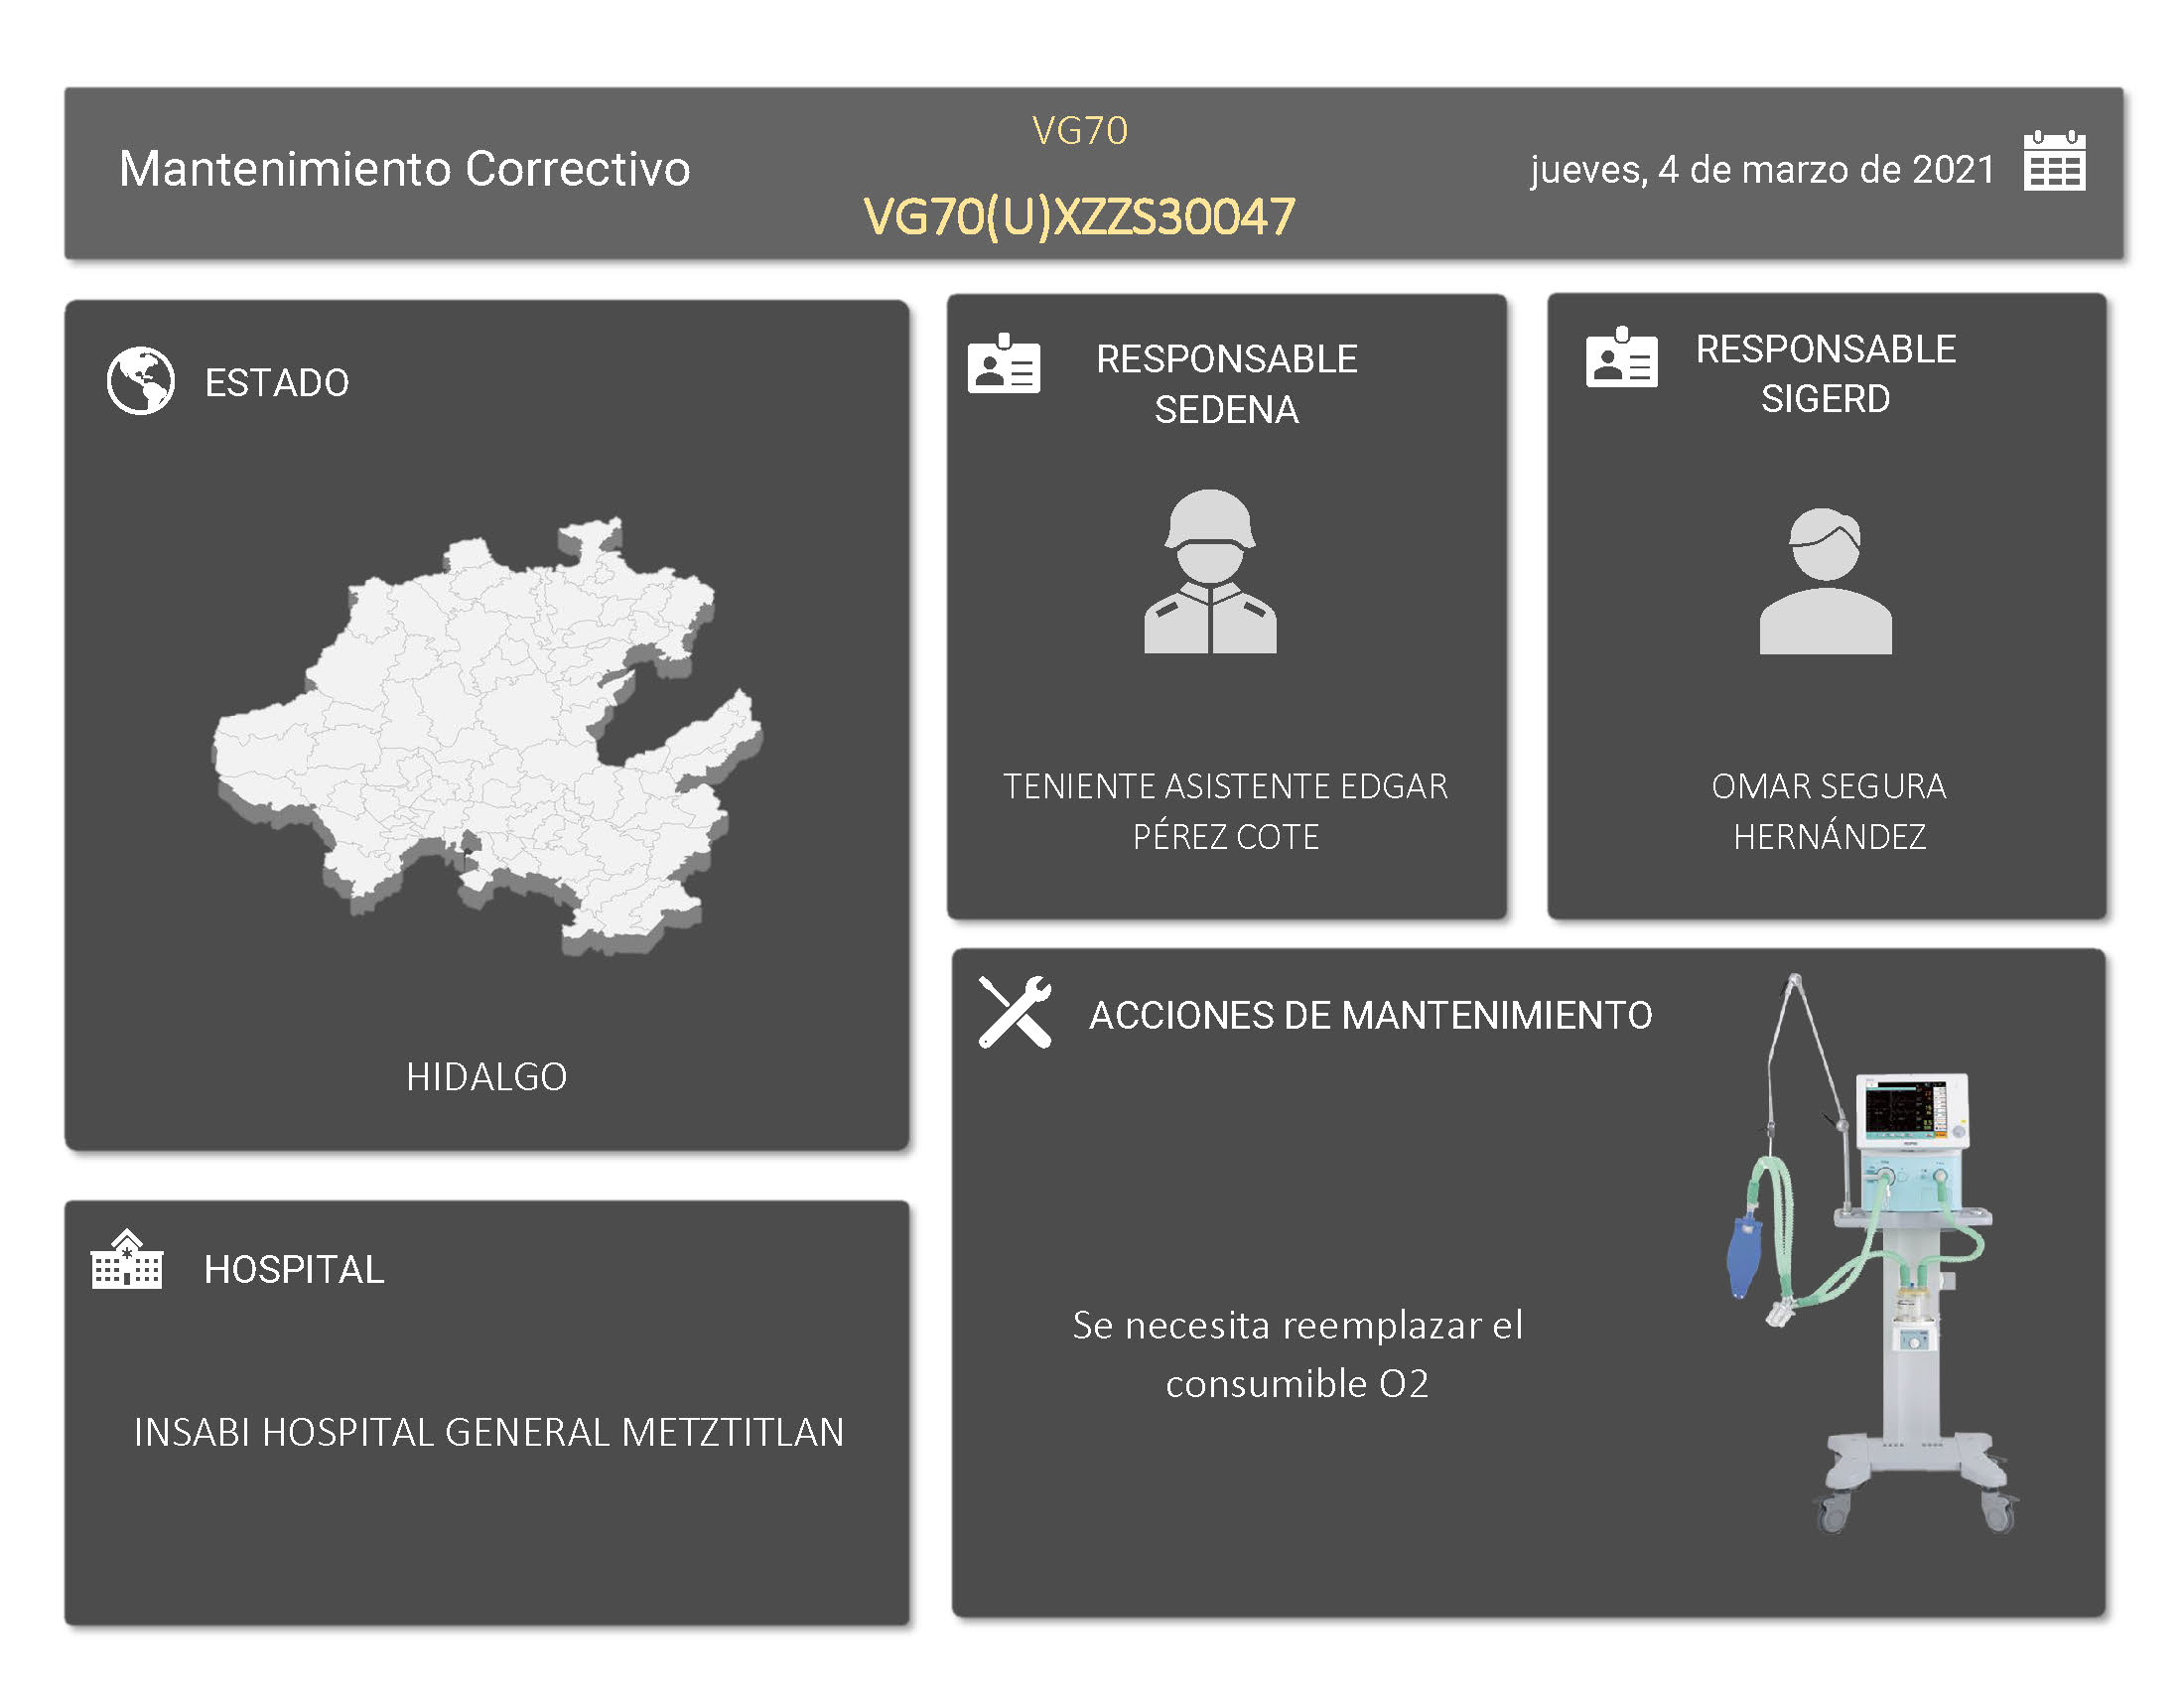 Mantenimiento Correctivo
VG70
VG70(U)XZZS30047
jueves, 4 de marzo de 2021
ESTADO
HIDALGO
RESPONSABLE
SEDENA
TENIENTE ASISTENTE EDGAR
PÉREZ COTE
RESPONSABLE
SIGERD
OMAR SEGURA
HERNÁNDEZ
HOSPITAL
INSABI HOSPITAL GENERAL METZTITLAN
ACCIONES DE MANTENIMIENTO
Se necesita reemplazar el
consumible O2